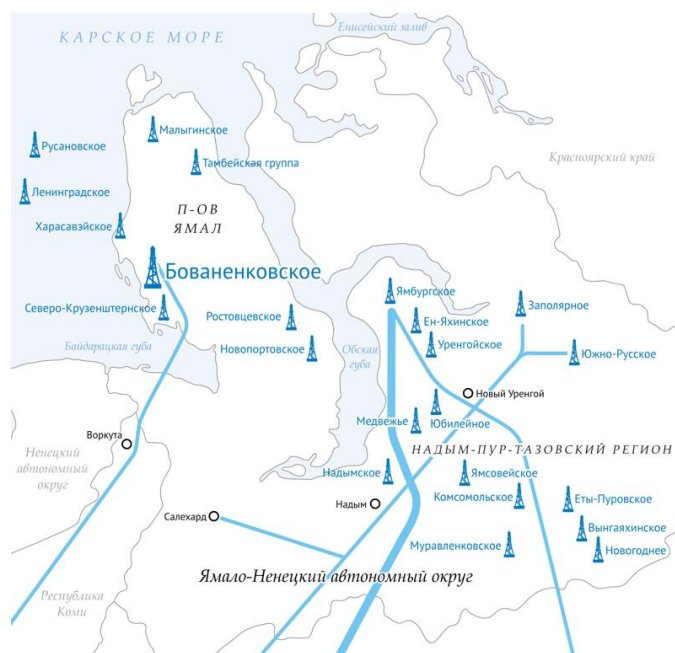 Енисейский залив
КАРСКОЕ МОРЕ
Малыгинское
Русановское
Тамбейская группа
Красноярский край
Ленинградское
П-ОВ
ЯМАЛ
Харасавэйское
Бованенковское
Ямбургское
Северо-Крузенштернское
Ростовцевское
Заполярное
Ен-Яхинское
Байдарацкая губа
Новопортовское
Обская
губа
Уренгойское
Южно-Русское
Новый Уренгой
Медвежье
Юбилейное
Воркута
Ненецкий
автономный
округ
НАДЫМ-ПУР-ТАЗОВСКИЙ РЕГИОН
Надымское
Ямсовейское
Комсомольское
Еты-Пуровское
Надым
Салехард
Вынгаяхинское
Муравленковское
Новогоднее
Ямало-Ненецкий автономный округ
Республика
Коми